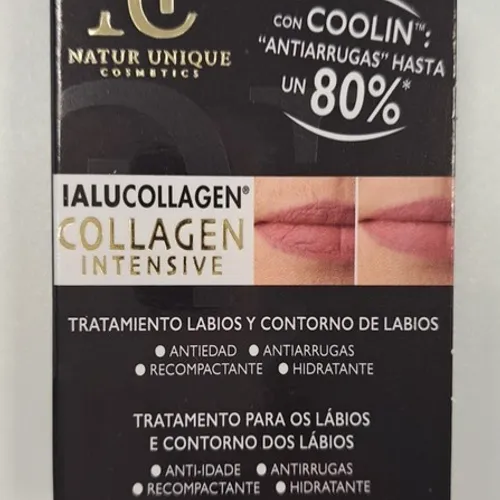 NATUR UNIQUE
COSMETICS
CON COOLIN™:
"ANTIARRUGAS" HASTA
UN 80%*
IALUCOLLAGEN®
COLLAGEN
INTENSIVE
TRATAMIENTO LABIOS Y CONTORNO DE LABIOS
● ANTIEDAD ● ANTIARRUGAS
● RECOMPACTANTE ● HIDRATANTE
TRATAMENTO PARA OS LÁBIOS
E CONTORNO DOS LÁBIOS
● ANTI-IDADE ● ANTIRRUGAS
● RECOMPACTANTE ● HIDRATANTE